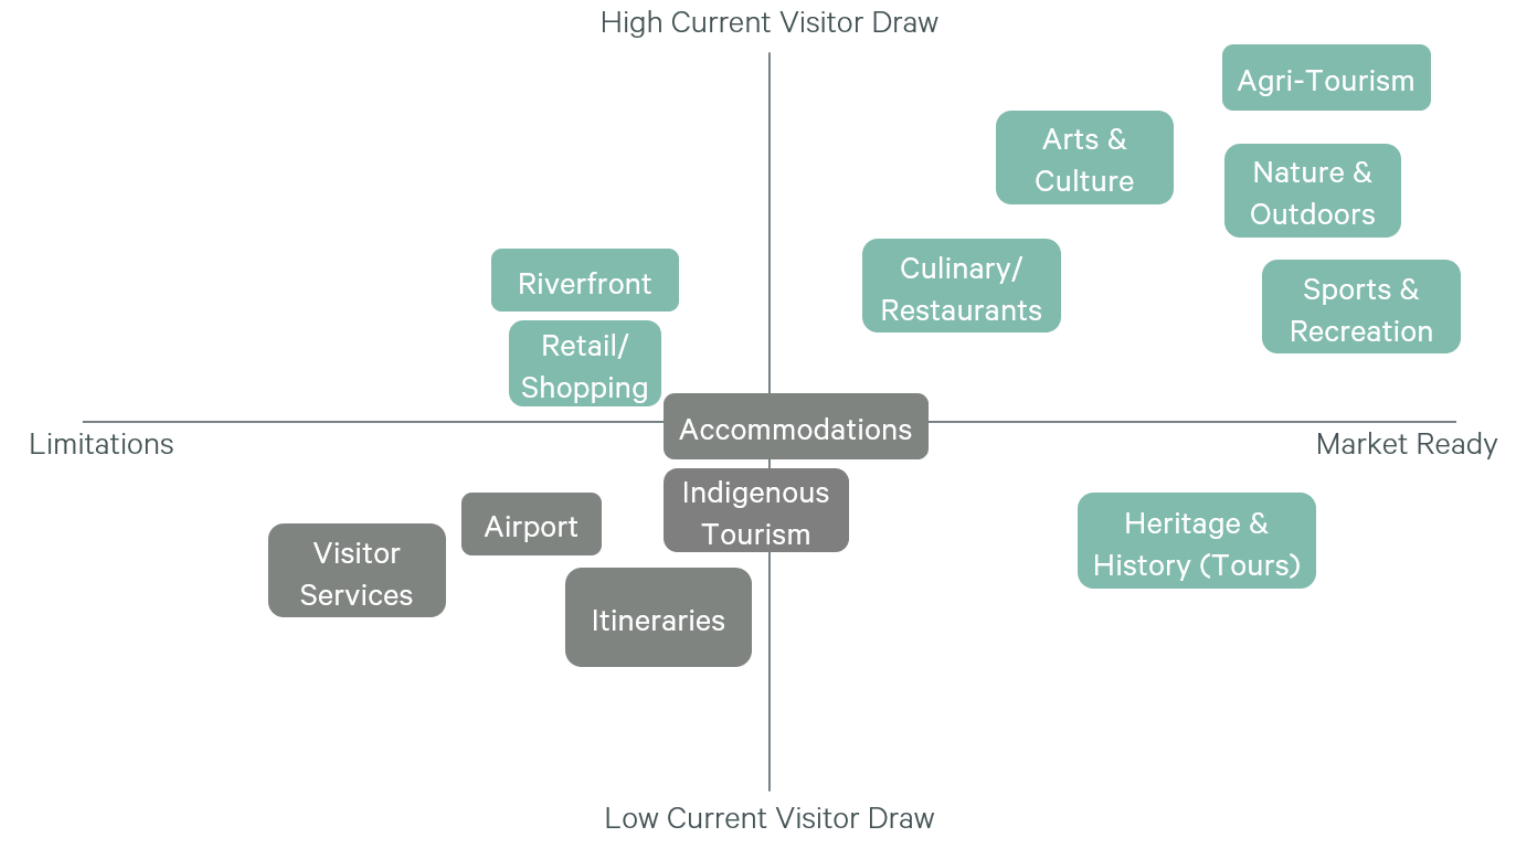 High Current Visitor Draw
Agri-Tourism
Arts &
Culture
Nature &
Outdoors
Riverfront
Culinary/
Restaurants
Sports &
Recreation
Retail/
Shopping
Accommodations
Limitations
Market Ready
Indigenous
Tourism
Airport
Heritage &
History (Tours)
Visitor
Services
Itineraries
Low Current Visitor Draw